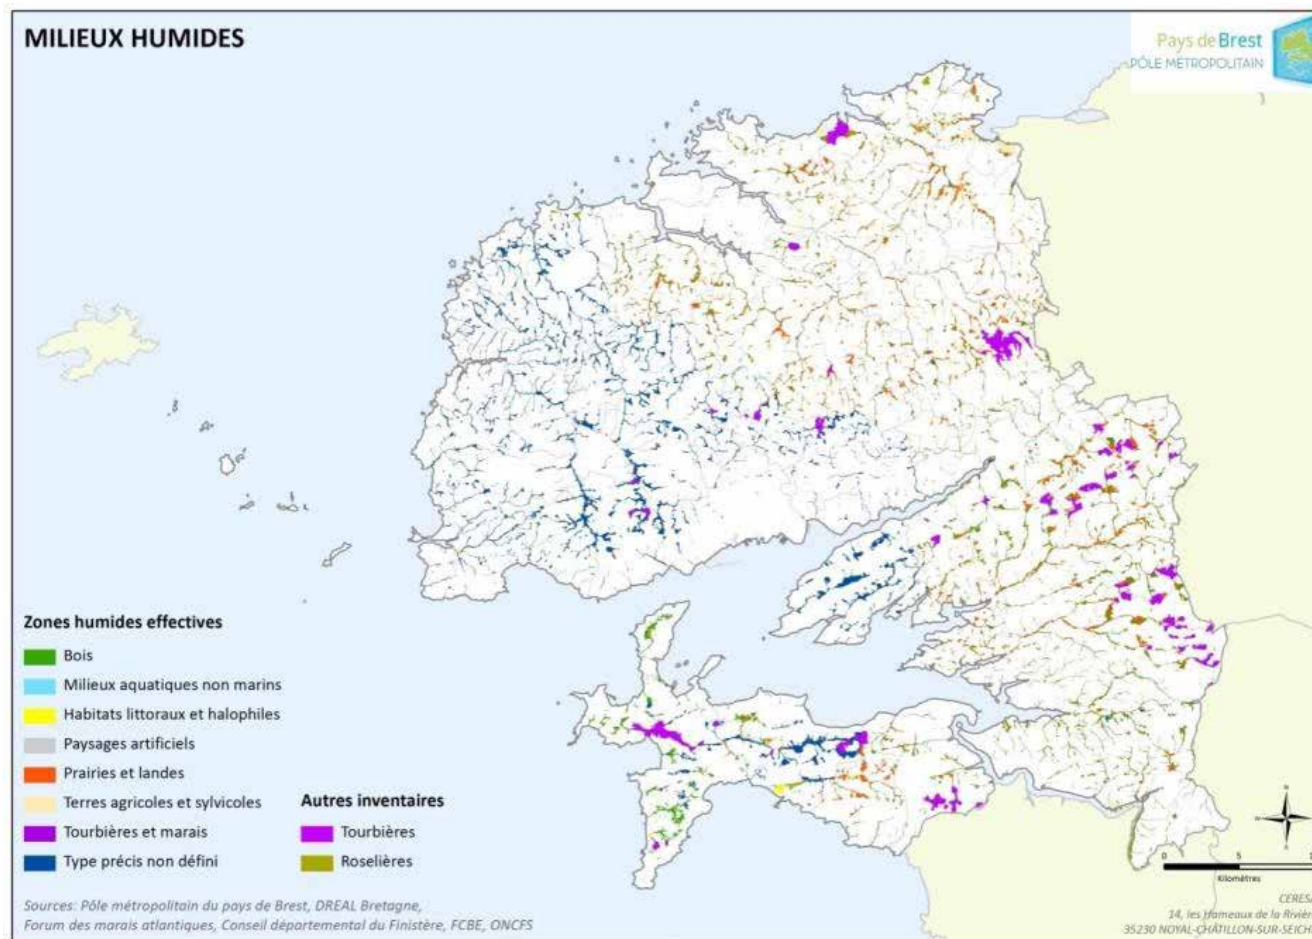 MILIEUX HUMIDES
Pays de Brest
PÔLE MÉTROPOLITAIN
Zones humides effectives
Bois
Milieux aquatiques non marins
Habitats littoraux et halophiles
Paysages artificiels
Prairies et landes
Terres agricoles et sylvicoles
Tourbières et marais
Type précis non défini
Autres inventaires
Tourbières
Roselières
0 5 1
Kilomètres
Sources: Pôle métropolitain du pays de Brest, DREAL Bretagne,
Forum des marais atlantiques, Conseil départemental du Finistère, FCBE, ONCFS
CERESA
14, les Hameaux de la Rivièr
35230 NOYAL-CHÂTILLON-SUR-SEICH